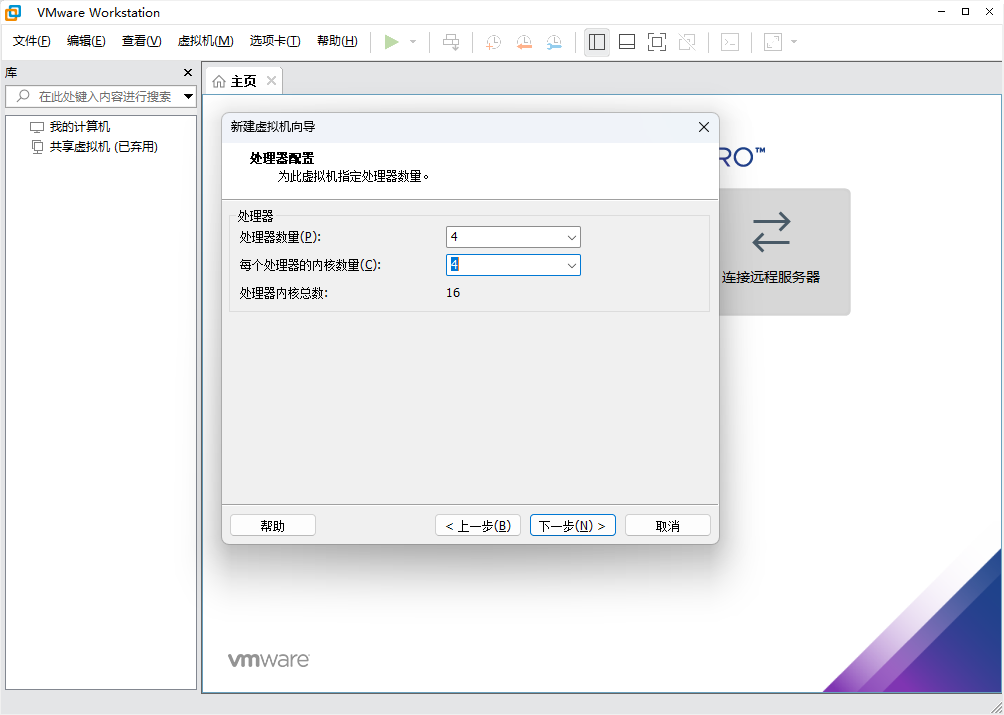 VMware Workstation
文件(F) 编辑(E) 查看(V) 虚拟机(M) 选项卡(T) 帮助(H)
库
在此处键入内容进行搜索
我的计算机
共享虚拟机 (已弃用)
主页
RO™
连接远程服务器
新建虚拟机向导
处理器配置
为此虚拟机指定处理器数量。
处理器
处理器数量(P): 4
每个处理器的内核数量(C): 4
处理器内核总数: 16
帮助 < 上一步(B) 下一步(N) > 取消
vmware